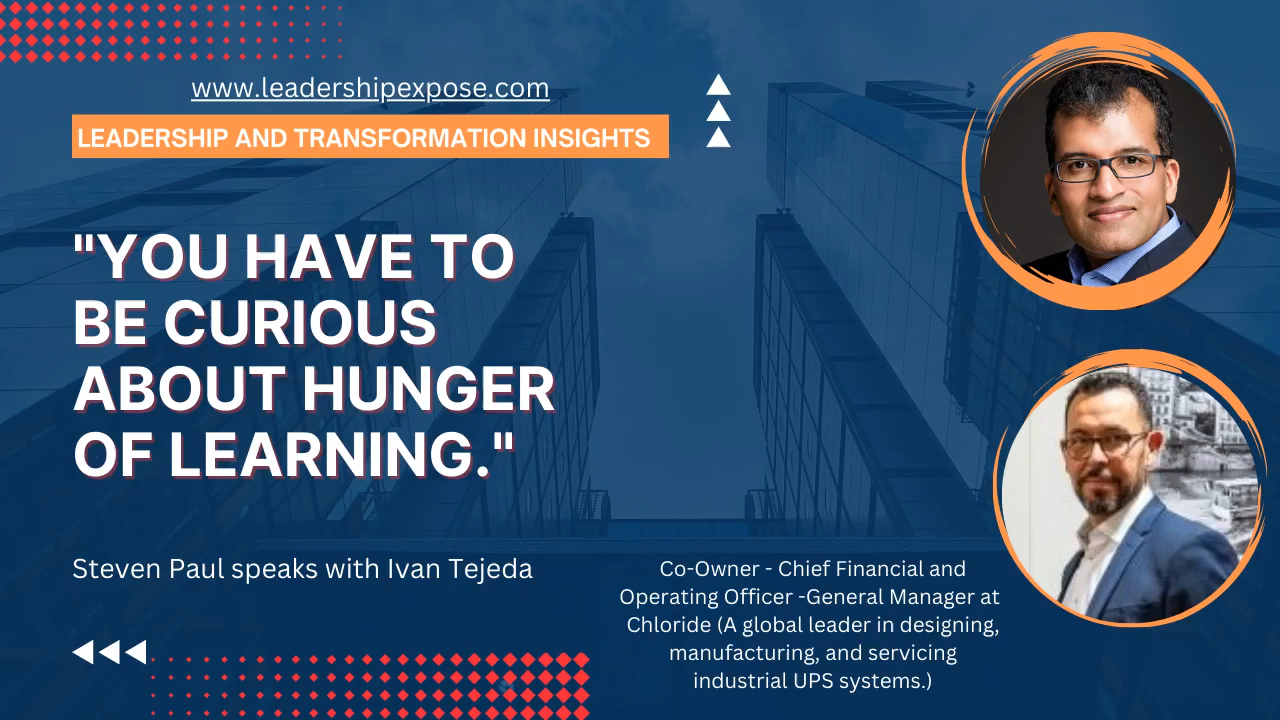 www.leadershipexpose.com
LEADERSHIP AND TRANSFORMATION INSIGHTS
"YOU HAVE TO
BE CURIOUS
ABOUT HUNGER
OF LEARNING."
Steven Paul speaks with Ivan Tejeda
Co-Owner - Chief Financial and
Operating Officer -General Manager at
Chloride (A global leader in designing,
manufacturing, and servicing
industrial UPS systems.)